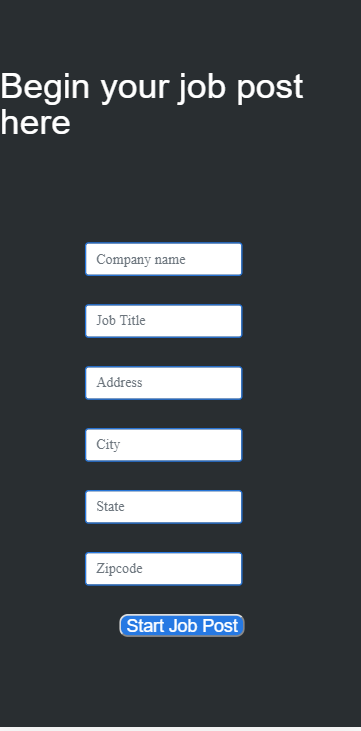 Begin your job post
here
Company name
Job Title
Address
City
State
Zipcode
Start Job Post